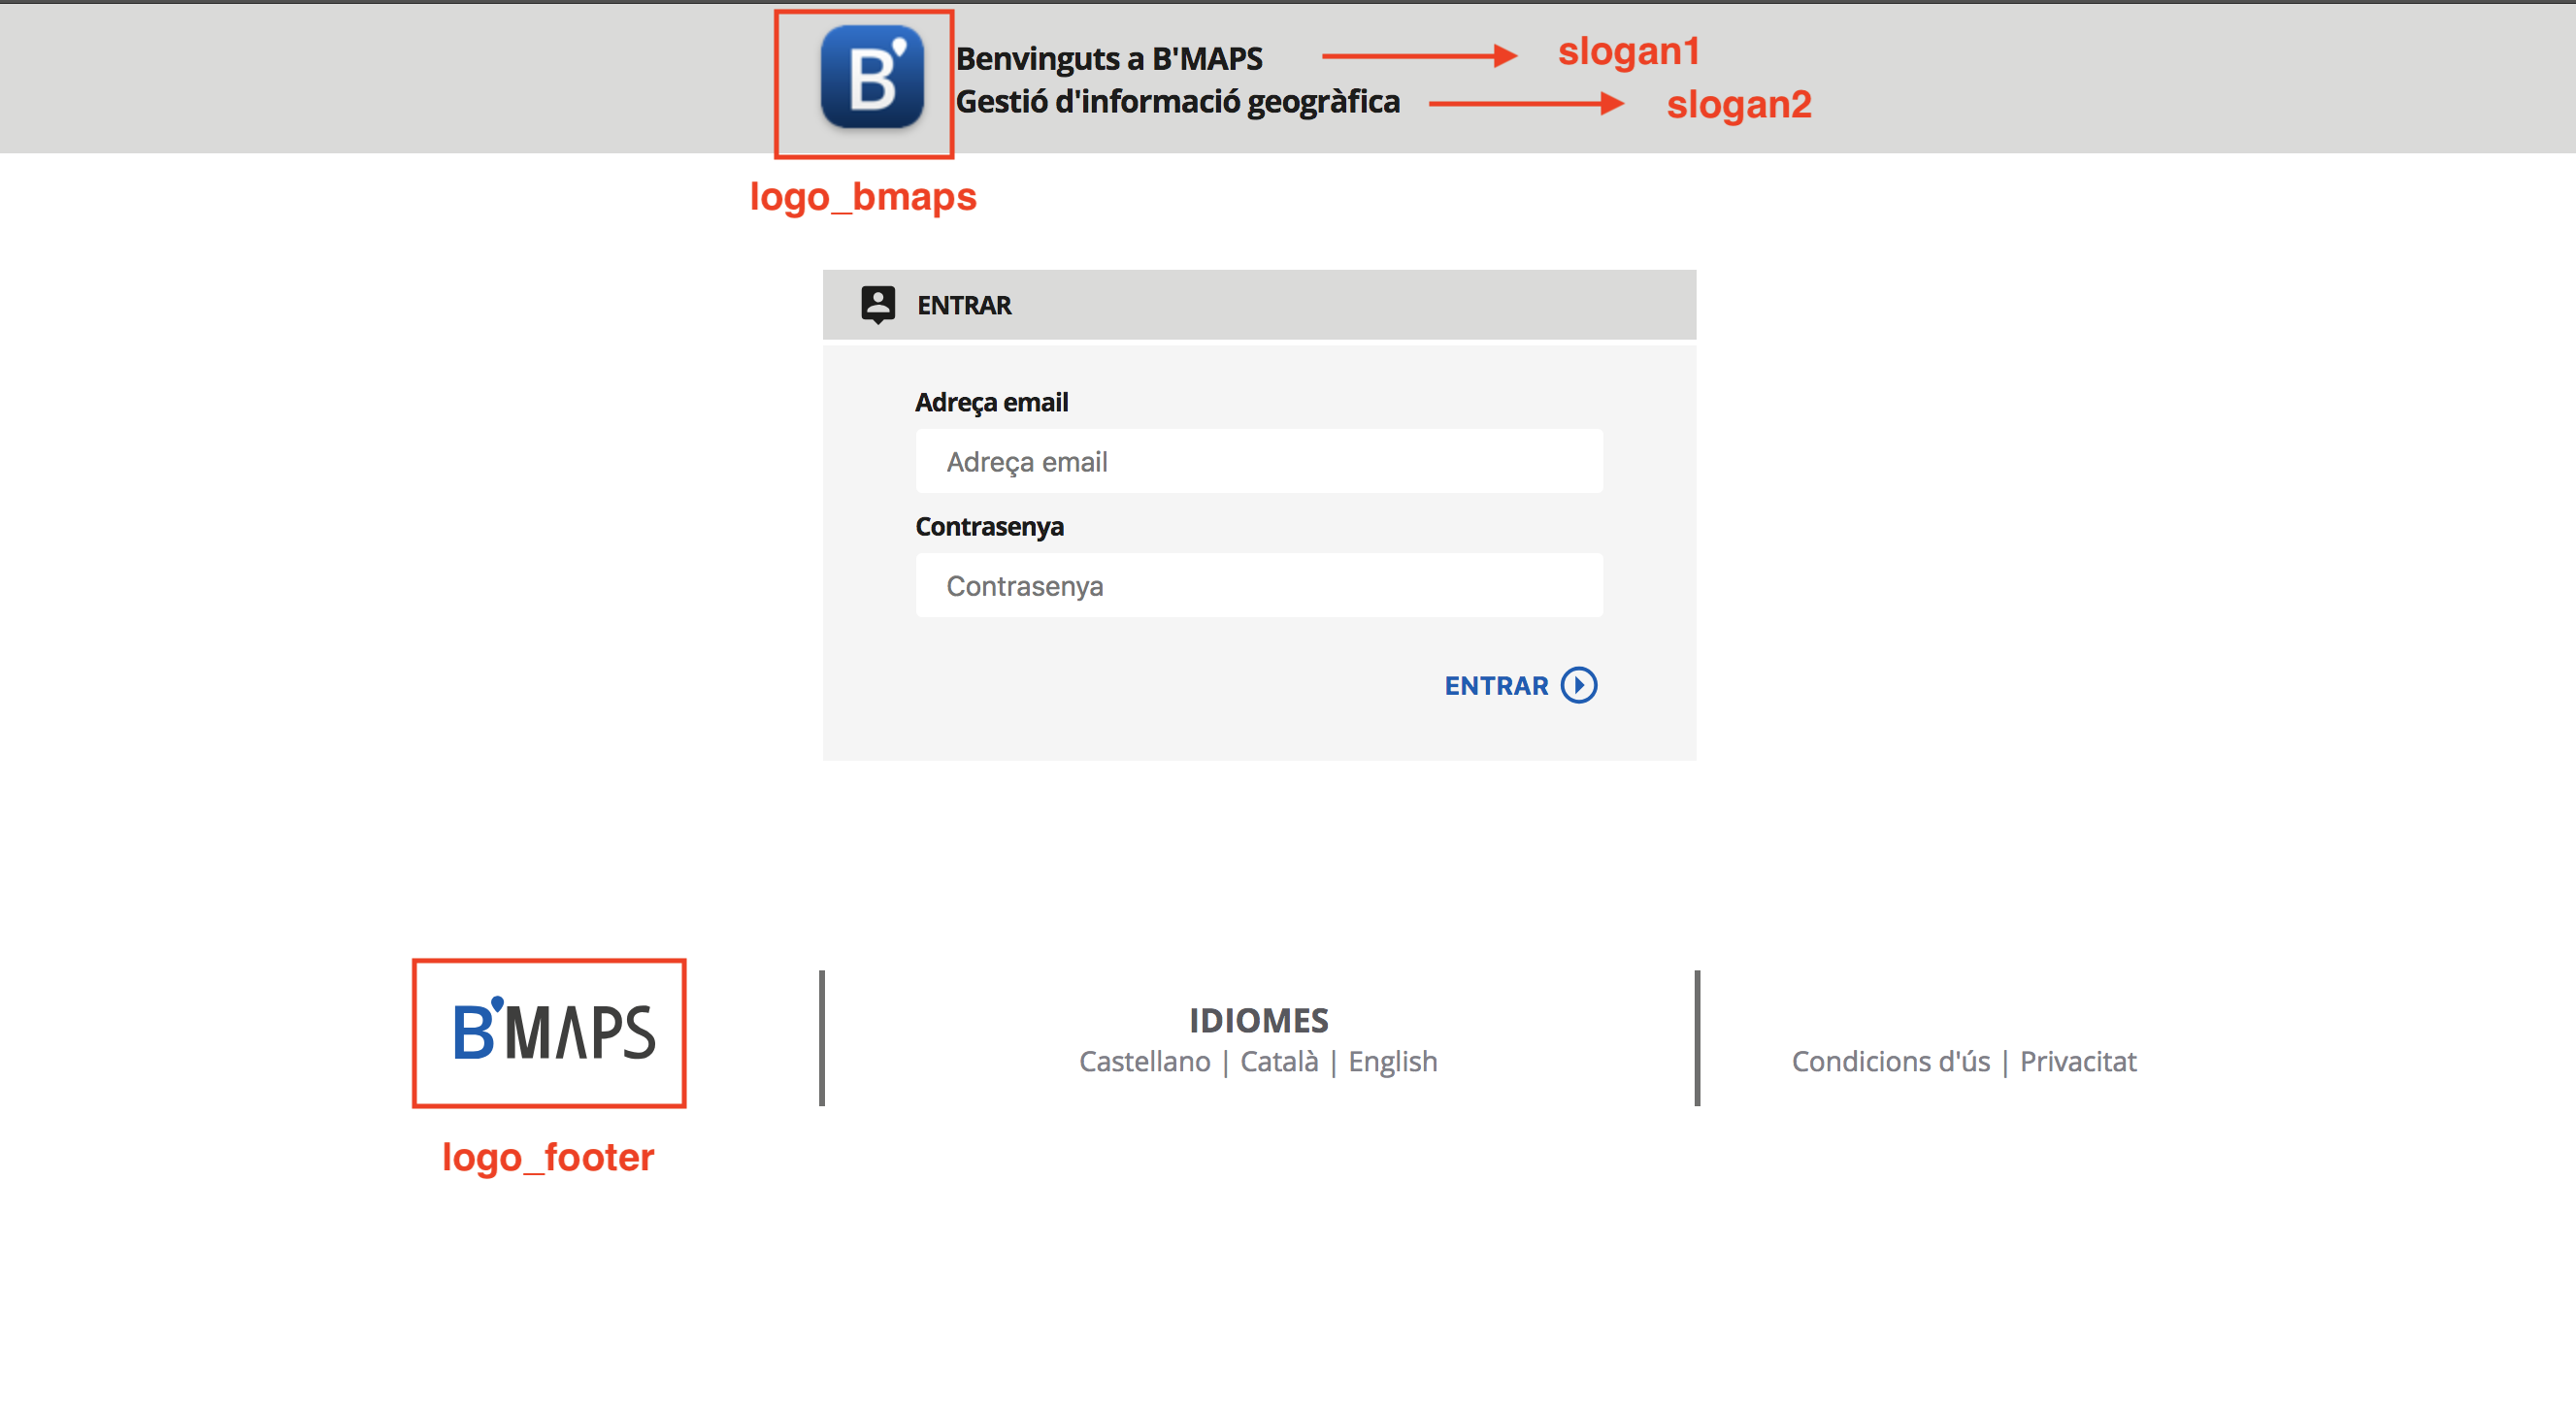 B'
Benvinguts a B'MAPS
slogan1
Gestió d'informació geogràfica
slogan2
logo_bmaps
ENTRAR
Adreça email
Adreça email
Contrasenya
Contrasenya
ENTRAR
B'MAPS
logo_footer
IDIOMES
Castellano | Català | English
Condicions d'ús | Privacitat